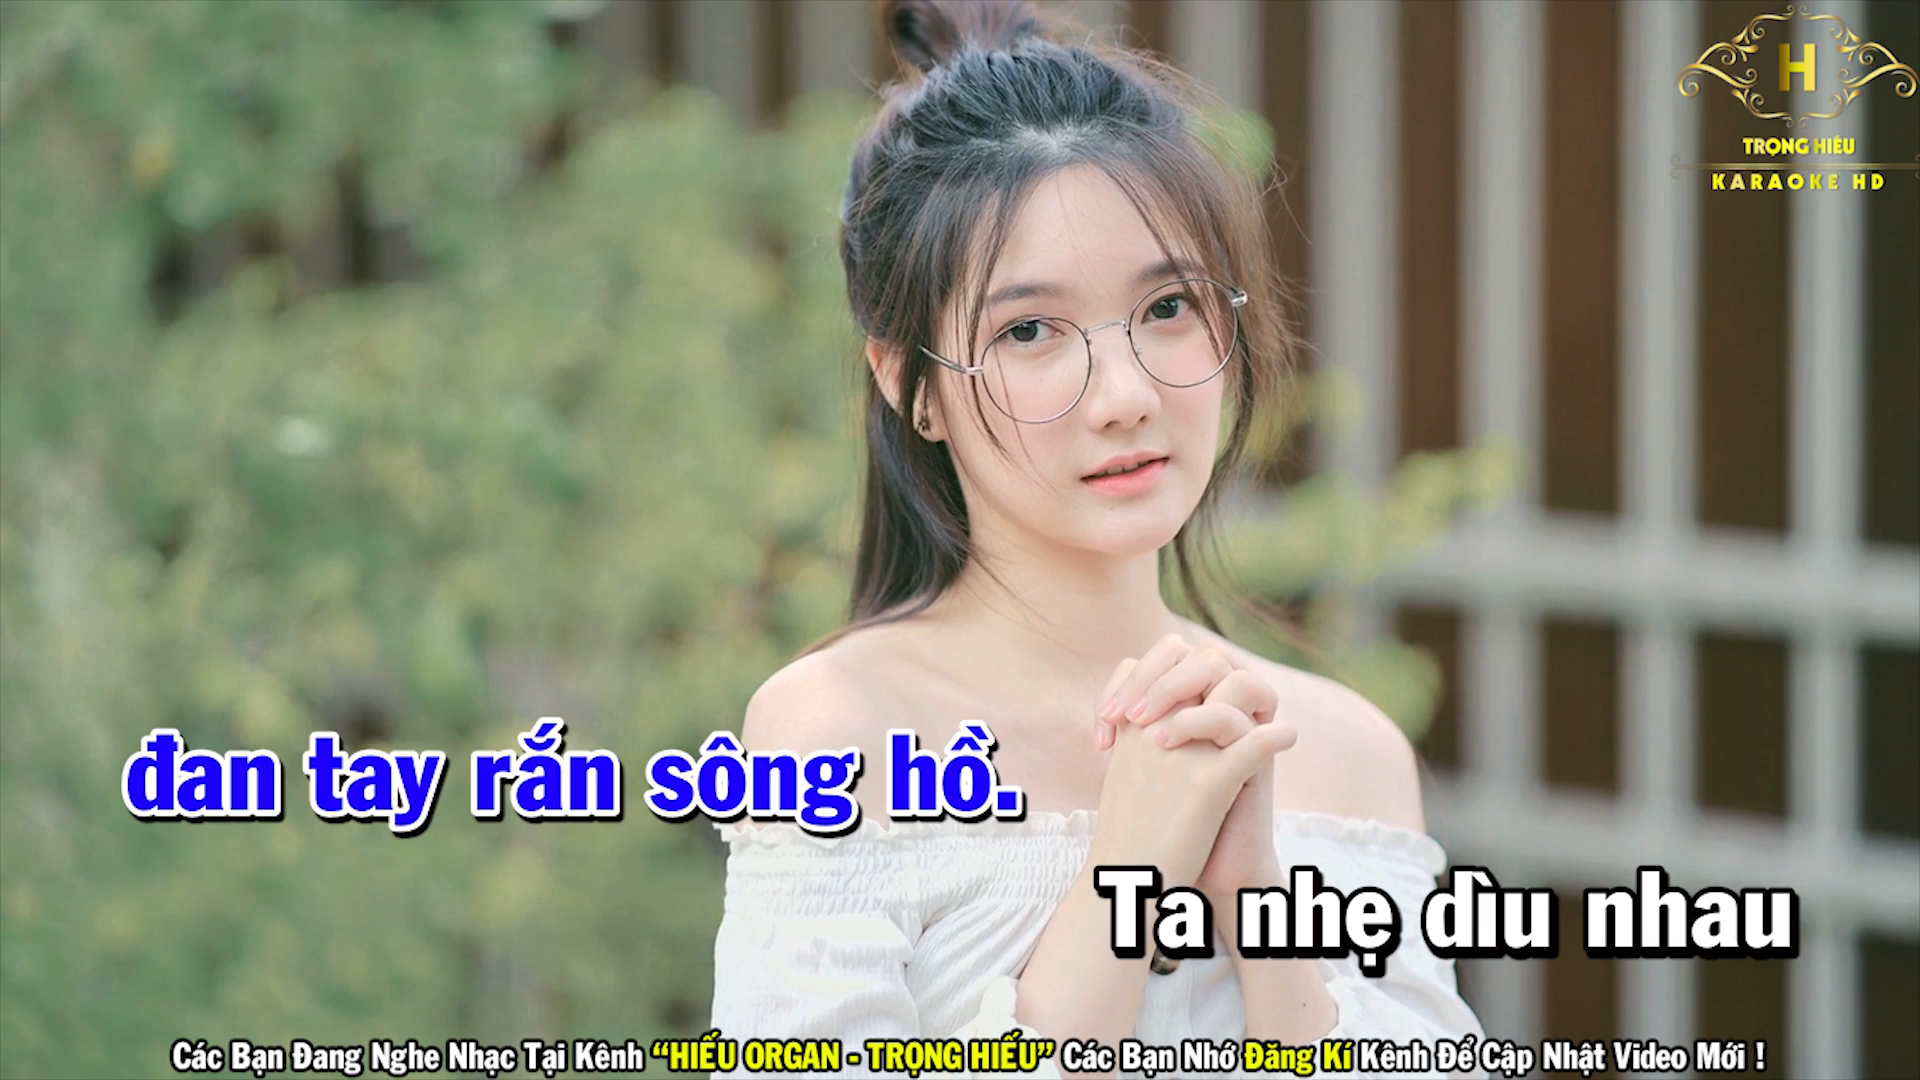 H
TRỌNG HIẾU
KARAOKE HD
đan tay rắn sông hồ.
Ta nhẹ dìu nhau
Các Bạn Đang Nghe Nhạc Tại Kênh “HIẾU ORGAN - TRỌNG HIẾU” Các Bạn Nhớ Đăng Kí Kênh Để Cập Nhật Video Mới !